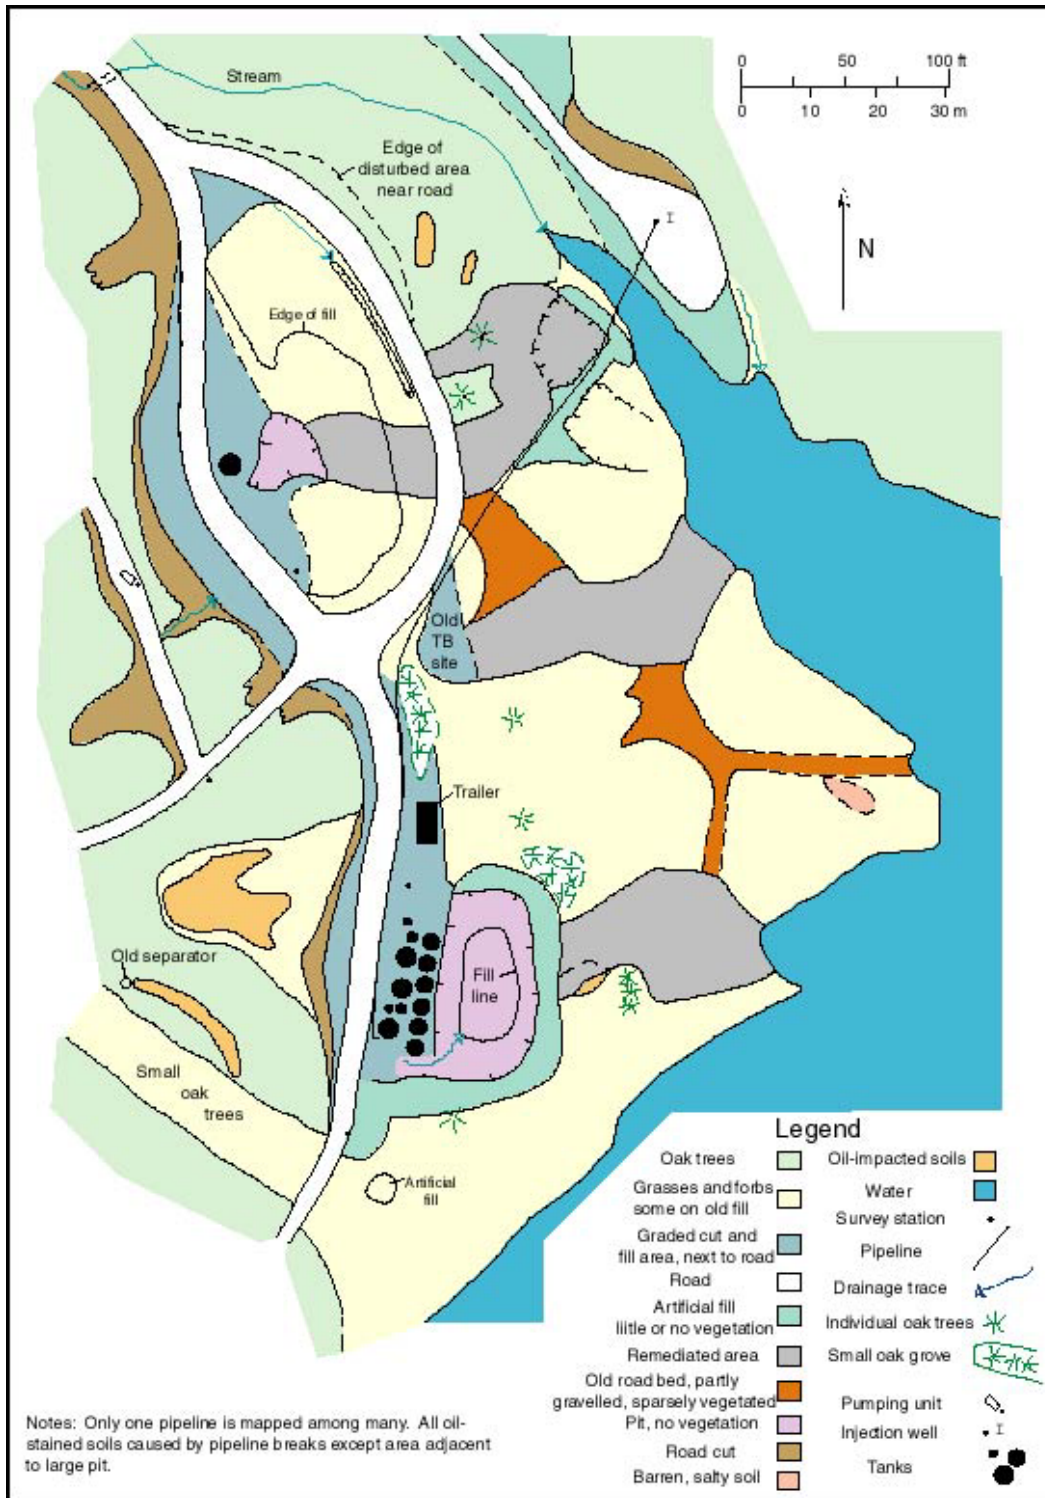 Stream
0 50 100 ft
0 10 20 30 m
Edge of
disturbed area
near road
I
N
Edge of fill
Old
TB
site
Trailer
Old separator
Fill
line
Small
oak
trees
Artificial
fill
Legend
Oak trees
Grasses and forbs
some on old fill
Graded cut and
fill area, next to road
Road
Artificial fill
liitle or no vegetation
Remediated area
Old road bed, partly
gravelled, sparsely vegetated
Pit, no vegetation
Road cut
Barren, salty soil
Oil-impacted soils
Water
Survey station
Pipeline
Drainage trace
Individual oak trees
Small oak grove
Pumping unit
Injection well
I
Tanks
Notes: Only one pipeline is mapped among many. All oil-
stained soils caused by pipeline breaks except area adjacent
to large pit.